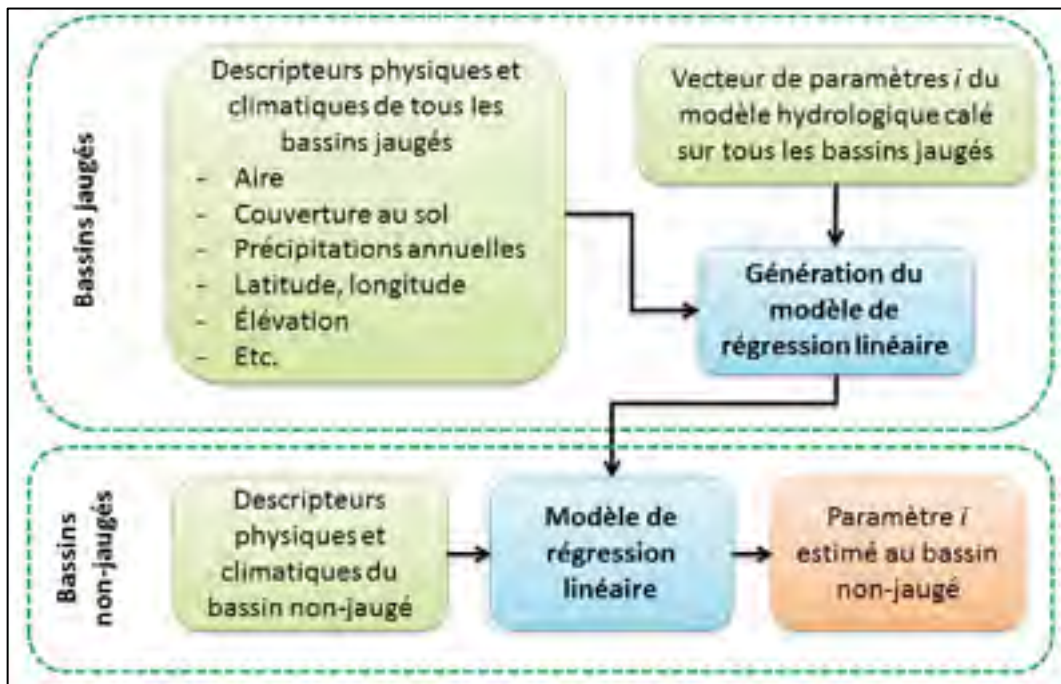 Bassins jaugés
Descripteurs physiques et
climatiques de tous les
bassins jaugés
- Aire
- Couverture au sol
- Précipitations annuelles
- Latitude, longitude
- Élévation
- Etc.
Vecteur de paramètres i du
modèle hydrologique calé
sur tous les bassins jaugés
Génération du
modèle de
régression linéaire
Bassins
non-jaugés
Descripteurs
physiques et
climatiques du
bassin non-jaugé
Modèle de
régression
linéaire
Paramètre i
estimé au bassin
non-jaugé